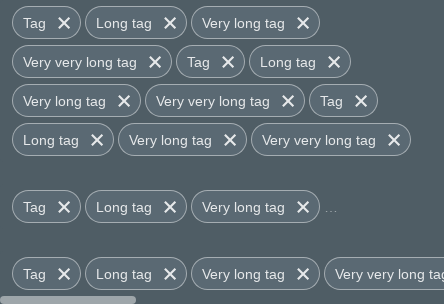 Tag Long tag Very long tag
Very very long tag Tag Long tag
Very long tag Very very long tag Tag
Long tag Very long tag Very very long tag
Tag Long tag Very long tag ...
Tag Long tag Very long tag Very very long tag